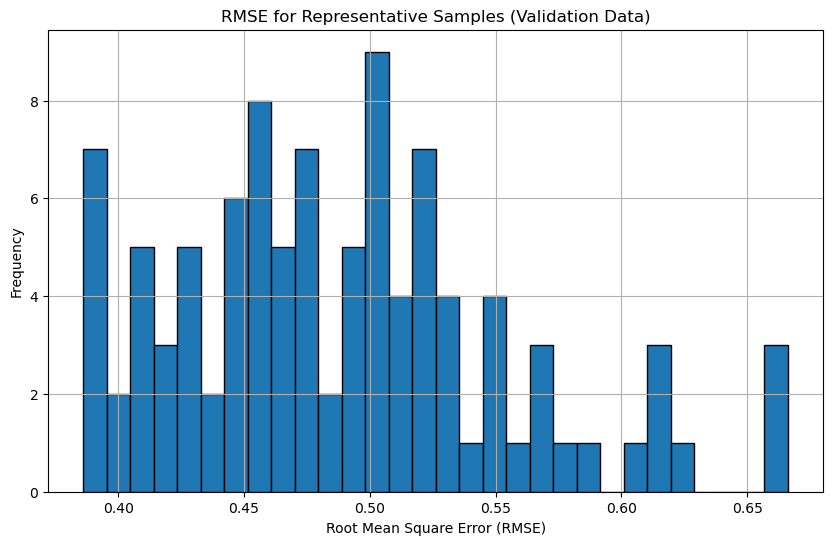 RMSE for Representative Samples (Validation Data)
8
6
4
2
0
Frequency
0.40 0.45 0.50 0.55 0.60 0.65
Root Mean Square Error (RMSE)